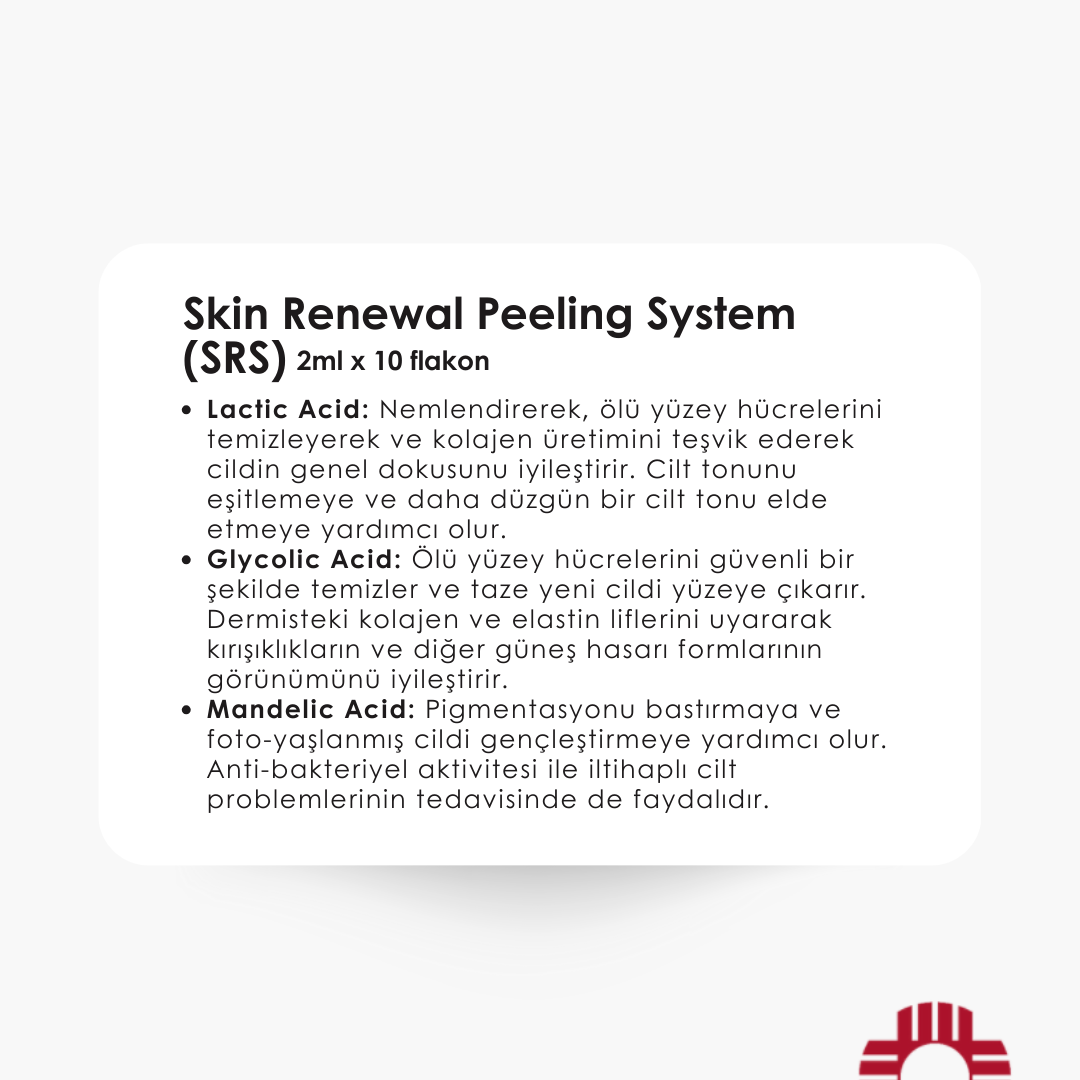 Skin Renewal Peeling System
(SRS) 2ml x 10 flakon
• Lactic Acid: Nemlendirerek, ölü yüzey hücrelerini
temizleyerek ve kolajen üretimini teşvik ederek
cildin genel dokusunu iyileştirir. Cilt tonunu
eşitlemeye ve daha düzgün bir cilt tonu elde
etmeye yardımcı olur.
• Glycolic Acid: Ölü yüzey hücrelerini güvenli bir
şekilde temizler ve taze yeni cildi yüzeye çıkarır.
Dermisteki kolajen ve elastin liflerini uyararak
kırışıklıkların ve diğer güneş hasarı formlarının
görünümünü iyileştirir.
• Mandelic Acid: Pigmentasyonu bastırmaya ve
foto-yaşlanmış cildi gençleştirmeye yardımcı olur.
Anti-bakteriyel aktivitesi ile iltihaplı cilt
problemlerinin tedavisinde de faydalıdır.